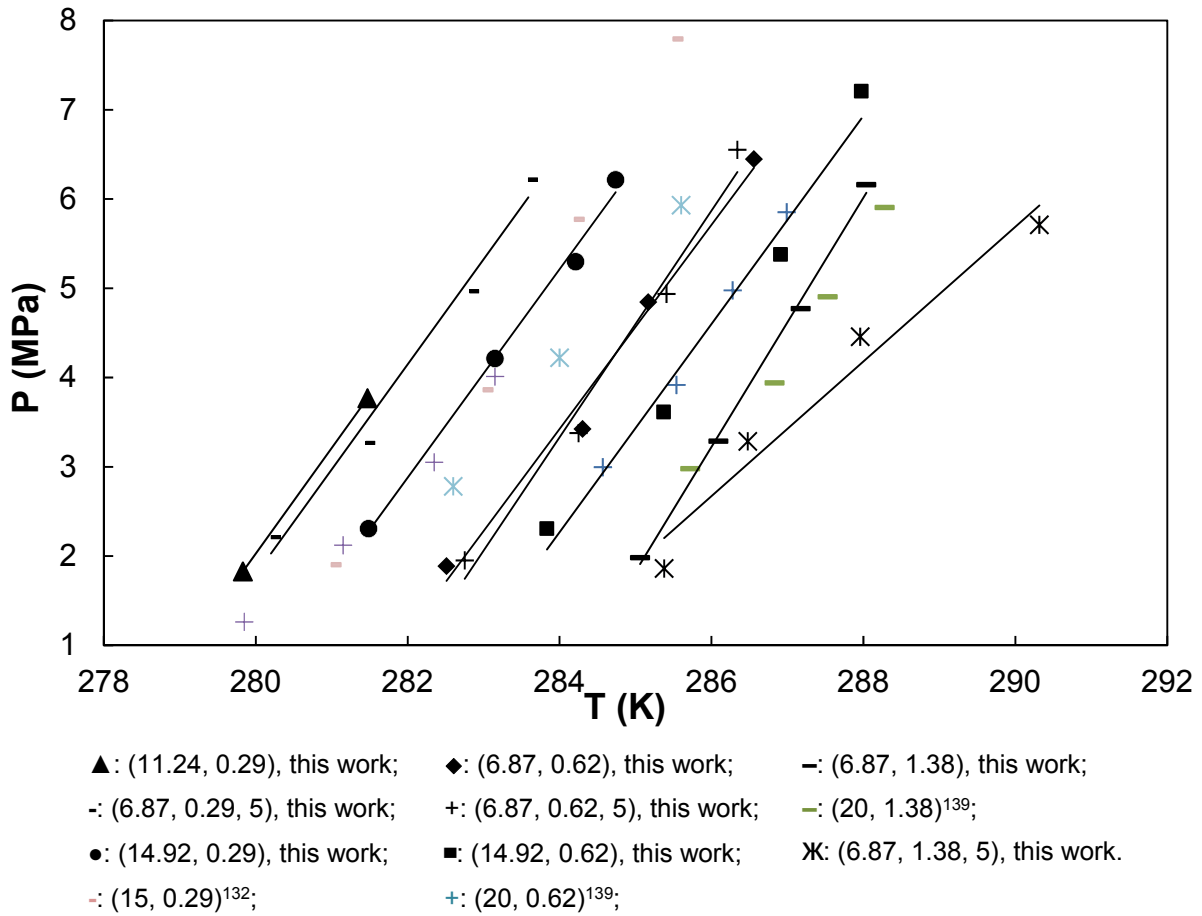 8
7
6
5
4
3
2
1
P (MPa)
278 280 282 284 286 288 290 292
T (K)
▲: (11.24, 0.29), this work; ◆: (6.87, 0.62), this work; –: (6.87, 1.38), this work;
-: (6.87, 0.29, 5), this work; +: (6.87, 0.62, 5), this work; –: (20, 1.38)¹³⁹;
●: (14.92, 0.29), this work; ■: (14.92, 0.62), this work; Ж: (6.87, 1.38, 5), this work.
-: (15, 0.29)¹³²; +: (20, 0.62)¹³⁹;